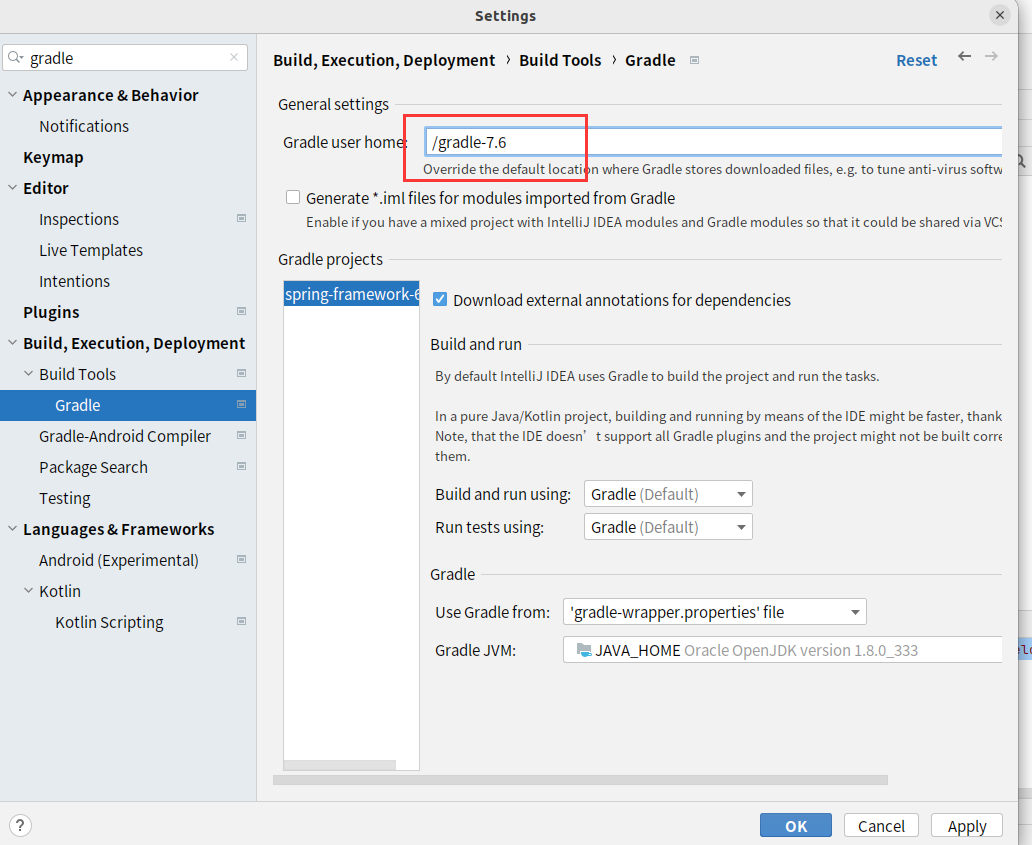 Settings
gradle
Build, Execution, Deployment › Build Tools › Gradle
Reset
Appearance & Behavior
Notifications
Keymap
Editor
Inspections
Live Templates
Intentions
Plugins
Build, Execution, Deployment
Build Tools
Gradle
Gradle-Android Compiler
Package Search
Testing
Languages & Frameworks
Android (Experimental)
Kotlin
Kotlin Scripting
General settings
Gradle user home: /gradle-7.6
Override the default location where Gradle stores downloaded files, e.g. to tune anti-virus softw
Generate *.iml files for modules imported from Gradle
Enable if you have a mixed project with IntelliJ IDEA modules and Gradle modules so that it could be shared via VCS
Gradle projects
spring-framework-6
Download external annotations for dependencies
Build and run
By default IntelliJ IDEA uses Gradle to build the project and run the tasks.
In a pure Java/Kotlin project, building and running by means of the IDE might be faster, thank
Note, that the IDE doesn't support all Gradle plugins and the project might not be built corre
them.
Build and run using: Gradle (Default)
Run tests using: Gradle (Default)
Gradle
Use Gradle from: 'gradle-wrapper.properties' file
Gradle JVM: JAVA_HOME Oracle OpenJDK version 1.8.0_333
?
OK
Cancel
Apply